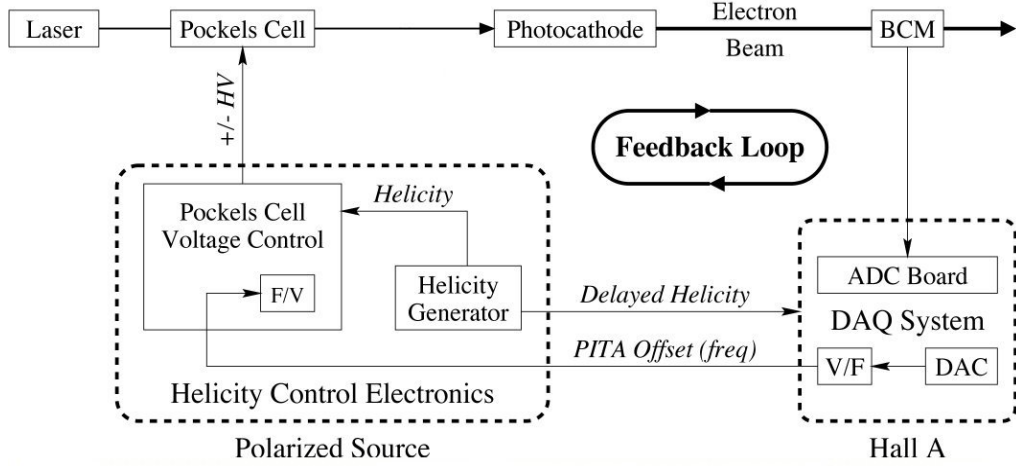 Laser
Pockels Cell
Photocathode
Electron
Beam
BCM
+/- HV
Feedback Loop
Pockels Cell
Voltage Control
Helicity
F/V
Helicity
Generator
Delayed Helicity
ADC Board
DAQ System
PITA Offset (freq)
V/F
DAC
Helicity Control Electronics
Polarized Source
Hall A